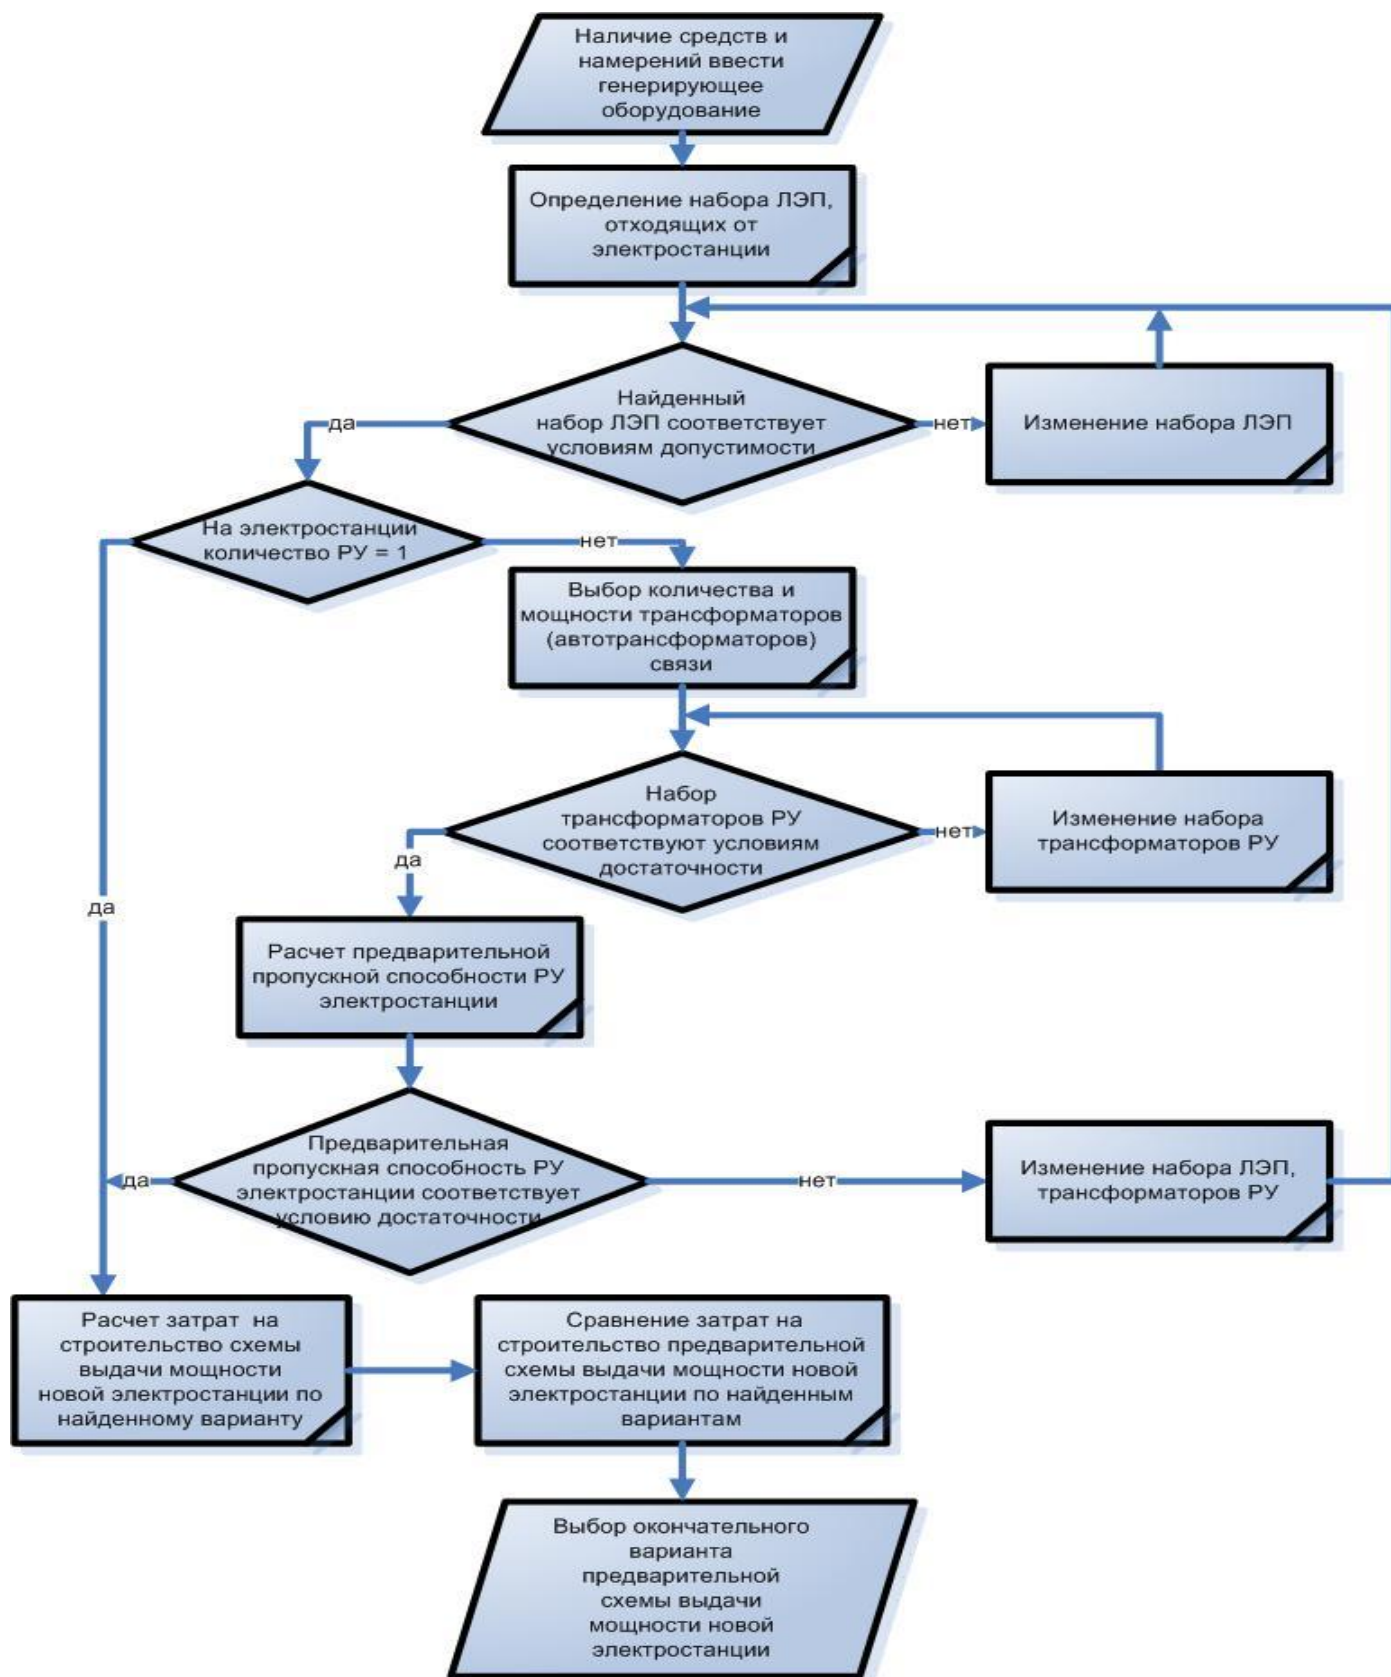 Наличие средств и
намерений ввести
генерирующее
оборудование
Определение набора ЛЭП,
отходящих от
электростанции
Найденный
набор ЛЭП соответствует
условиям допустимости
да
нет
Изменение набора ЛЭП
На электростанции
количество РУ = 1
нет
Выбор количества и
мощности трансформаторов
(автотрансформаторов)
связи
Набор
трансформаторов РУ
соответствуют условиям
достаточности
нет
Изменение набора
трансформаторов РУ
да
да
Расчет предварительной
пропускной способности РУ
электростанции
Предварительная
пропускная способность РУ
электростанции соответствует
условию достаточности
да
нет
Изменение набора ЛЭП,
трансформаторов РУ
Расчет затрат на
строительство схемы
выдачи мощности
новой электростанции по
найденному варианту
Сравнение затрат на
строительство предварительной
схемы выдачи мощности новой
электростанции по найденным
вариантам
Выбор окончательного
варианта
предварительной
схемы выдачи
мощности новой
электростанции